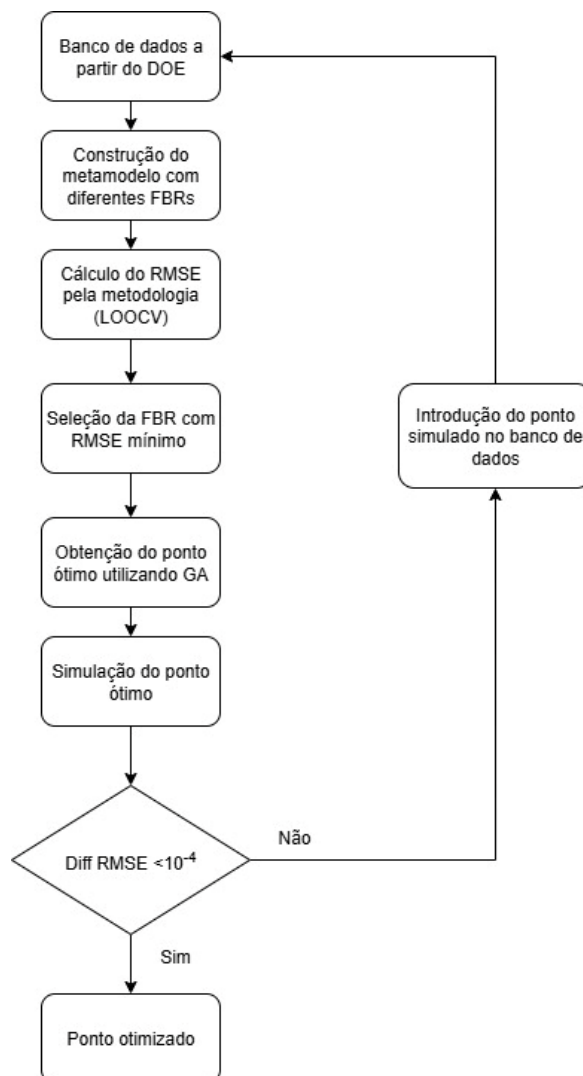 Banco de dados a
partir do DOE
Construção do
metamodelo com
diferentes FBRs
Cálculo do RMSE
pela metodologia
(LOOCV)
Seleção da FBR com
RMSE mínimo
Introdução do ponto
simulado no banco de
dados
Obtenção do ponto
ótimo utilizando GA
Simulação do ponto
ótimo
Diff RMSE <10⁻⁴
Não
Sim
Ponto otimizado